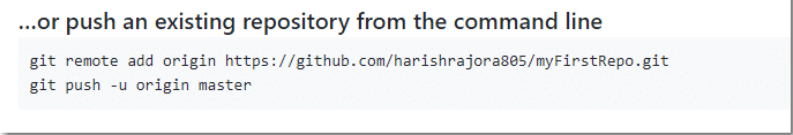 ...or push an existing repository from the command line
git remote add origin https://github.com/harishrajora805/myFirstRepo.git
git push -u origin master